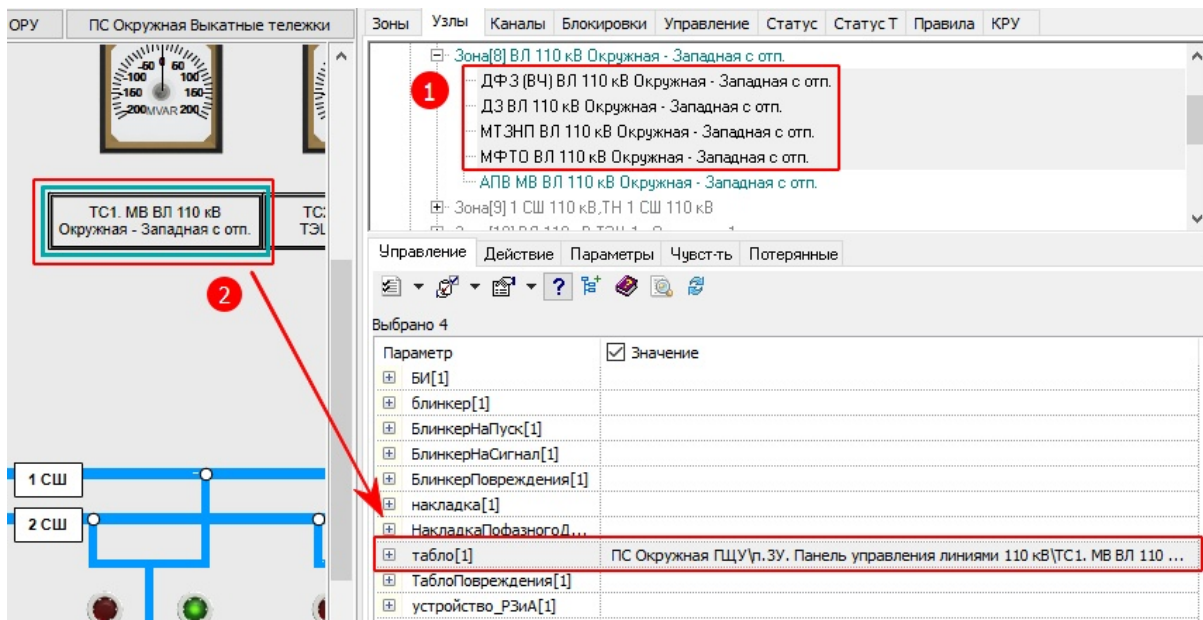 ОРУ
ПС Окружная Выкатные тележки
-50 60
-100 100
-160 150
-200 MVAR 200
ТС1. МВ ВЛ 110 кВ
Окружная - Западная с отп.
ТС:
ТЭЦ
2
1 СШ
2 СШ
Зоны Узлы Каналы Блокировки Управление Статус Статус Т Правила КРУ
Зона[8] ВЛ 110 кВ Окружная - Западная с отп.
1
ДФЗ (ВЧ) ВЛ 110 кВ Окружная - Западная с отп.
ДЗ ВЛ 110 кВ Окружная - Западная с отп.
МТЗНП ВЛ 110 кВ Окружная - Западная с отп.
МФТО ВЛ 110 кВ Окружная - Западная с отп.
АПВ МВ ВЛ 110 кВ Окружная - Западная с отп.
Зона[9] 1 СШ 110 кВ,ТН 1 СШ 110 кВ
Управление Действие Параметры Чувст-ть Потерянные
?
Выбрано 4
Параметр Значение
БИ[1]
блинкер[1]
БлинкерНаПуск[1]
БлинкерНаСигнал[1]
БлинкерПовреждения[1]
накладка[1]
НакладкаПофазногоД...
табло[1] ПС Окружная ПЩУ\п.3У. Панель управления линиями 110 кВ\ТС1. МВ ВЛ 110 ...
ТаблоПовреждения[1]
устройство_РЗиА[1]